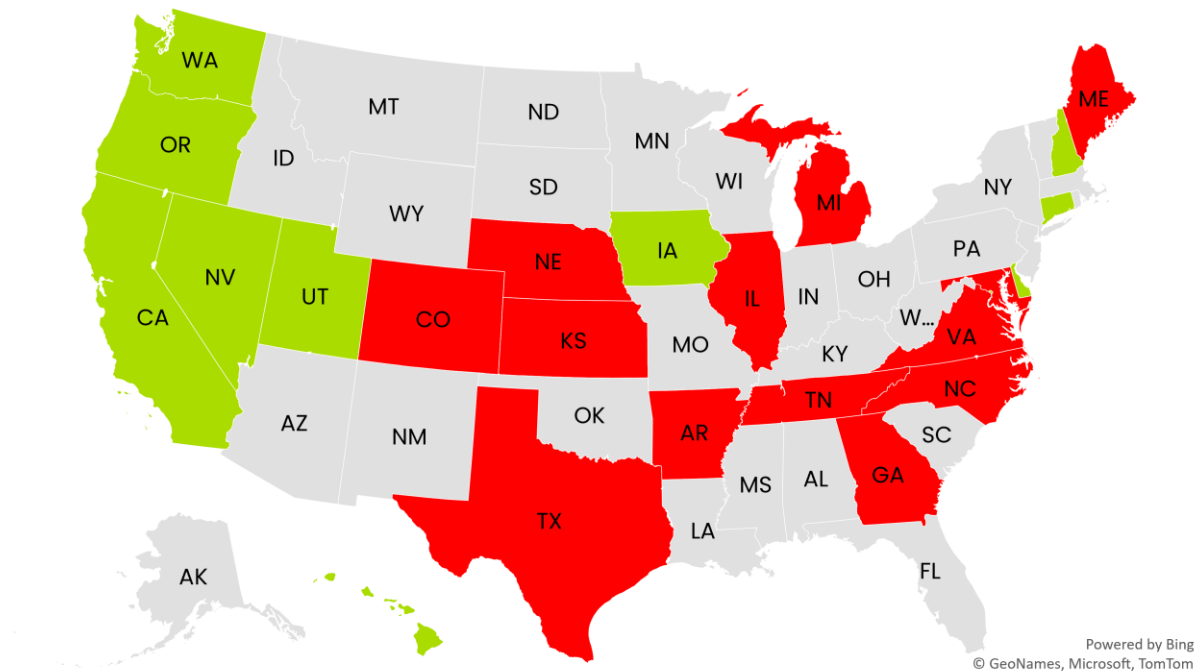 WA
MT
ND
ME
OR
MN
ID
SD
WI
NY
WY
MI
NE
IA
PA
NV
OH
UT
IL
IN
CA
CO
W...
KS
VA
MO
KY
TN
NC
AZ
NM
OK
AR
SC
MS
AL
GA
TX
LA
AK
FL
Powered by Bing
© GeoNames, Microsoft, TomTom